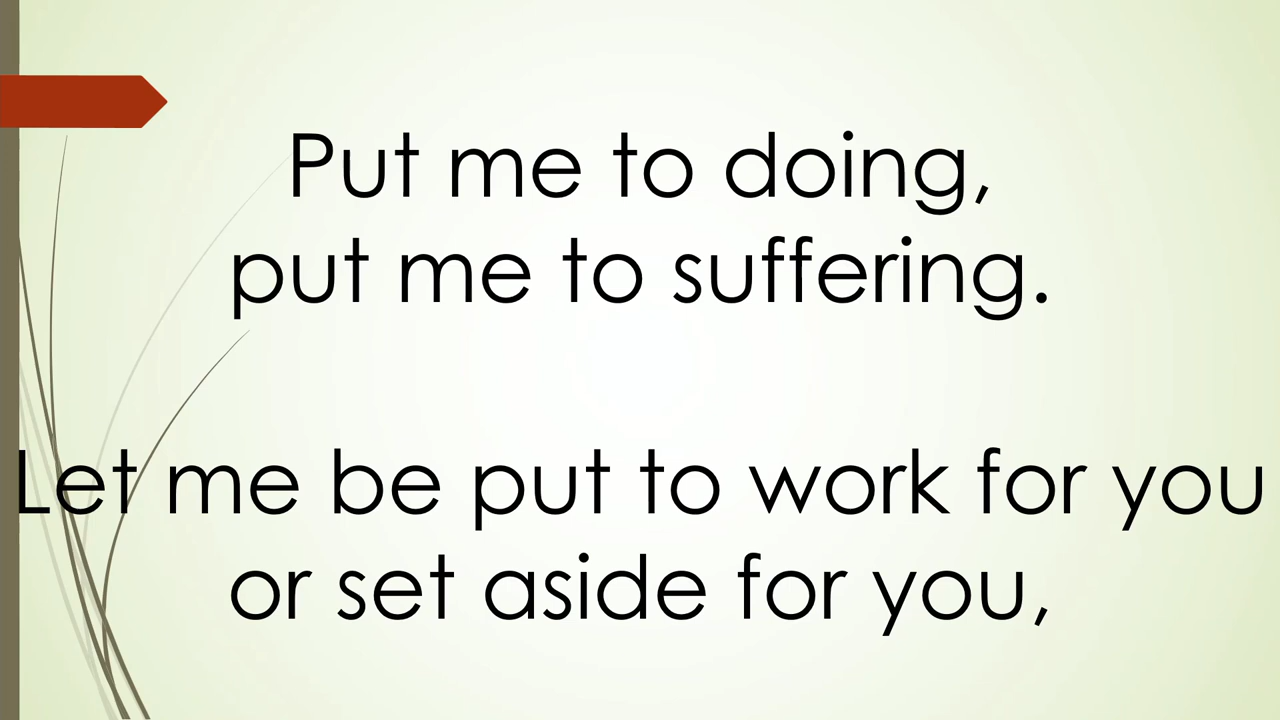 Put me to doing,
put me to suffering.
Let me be put to work for you
or set aside for you,